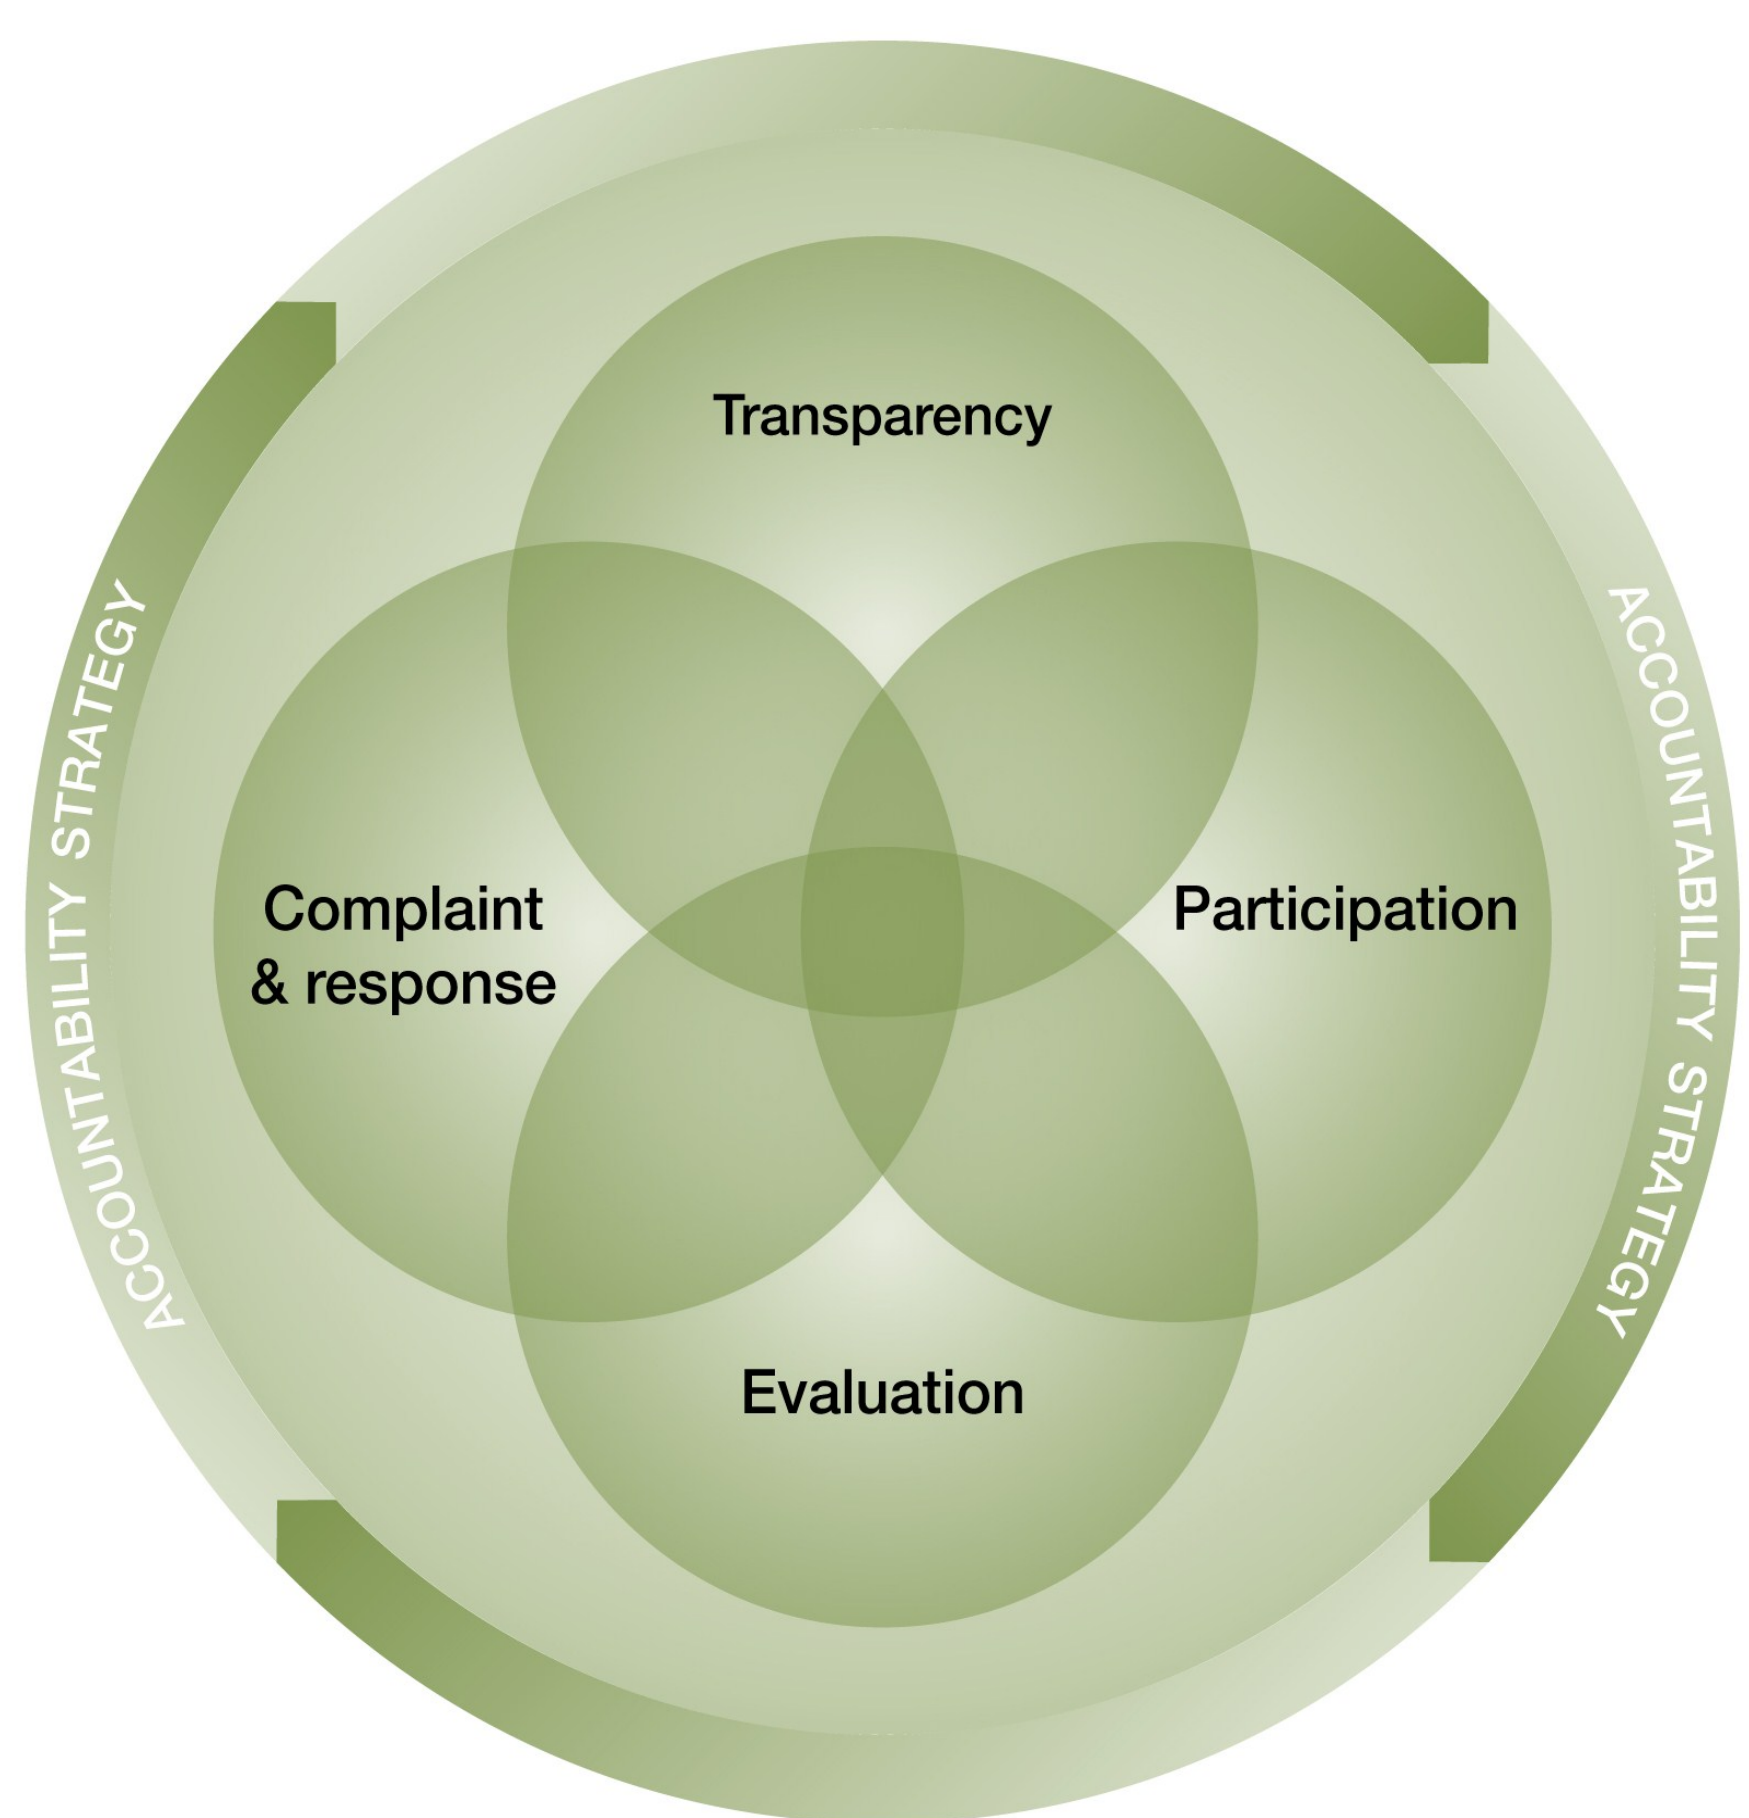 Transparency
ACCOUNTABILITY STRATEGY
ACCOUNTABILITY STRATEGY
Complaint
& response
Participation
Evaluation